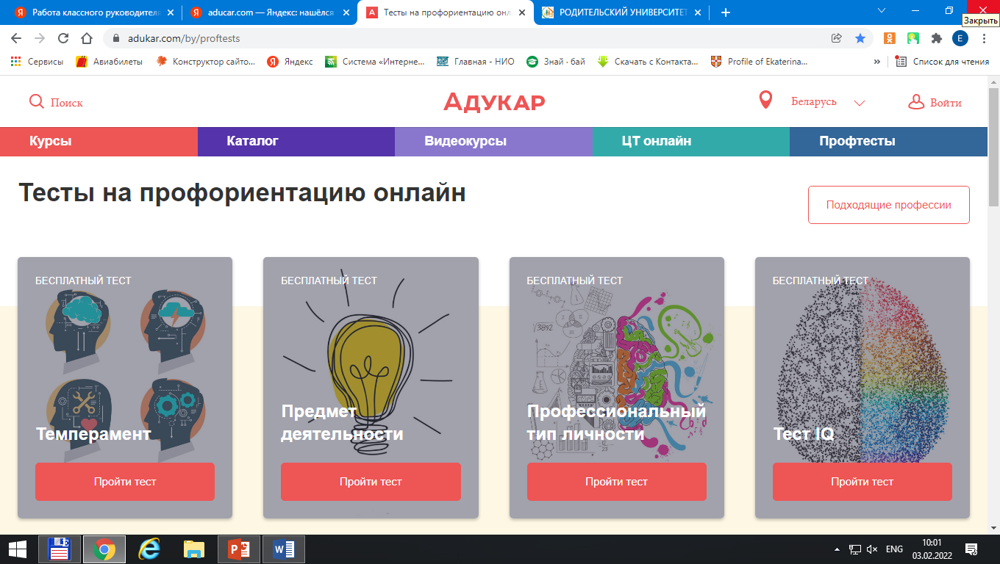 Работа классного руководителя
aducar.com — Яндекс: нашёлся
Тесты на профориентацию онл
РОДИТЕЛЬСКИЙ УНИВЕРСИТЕТ
Закрыть
adukar.com/by/proftests
E
Сервисы
Авиабилеты
Конструктор сайто...
Яндекс
Система «Интерне...
Главная - НИО
Знай · бай
Скачать с Контакта...
Profile of Ekaterina...
»
Список для чтения
Поиск
Адукар
Беларусь
Войти
Курсы
Каталог
Видеокурсы
ЦТ онлайн
Профтесты
Тесты на профориентацию онлайн
Подходящие профессии
БЕСПЛАТНЫЙ ТЕСТ
Темперамент
Пройти тест
БЕСПЛАТНЫЙ ТЕСТ
Предмет
деятельности
Пройти тест
БЕСПЛАТНЫЙ ТЕСТ
Профессиональный
тип личности
Пройти тест
БЕСПЛАТНЫЙ ТЕСТ
Тест IQ
Пройти тест
ENG
10:01
03.02.2022